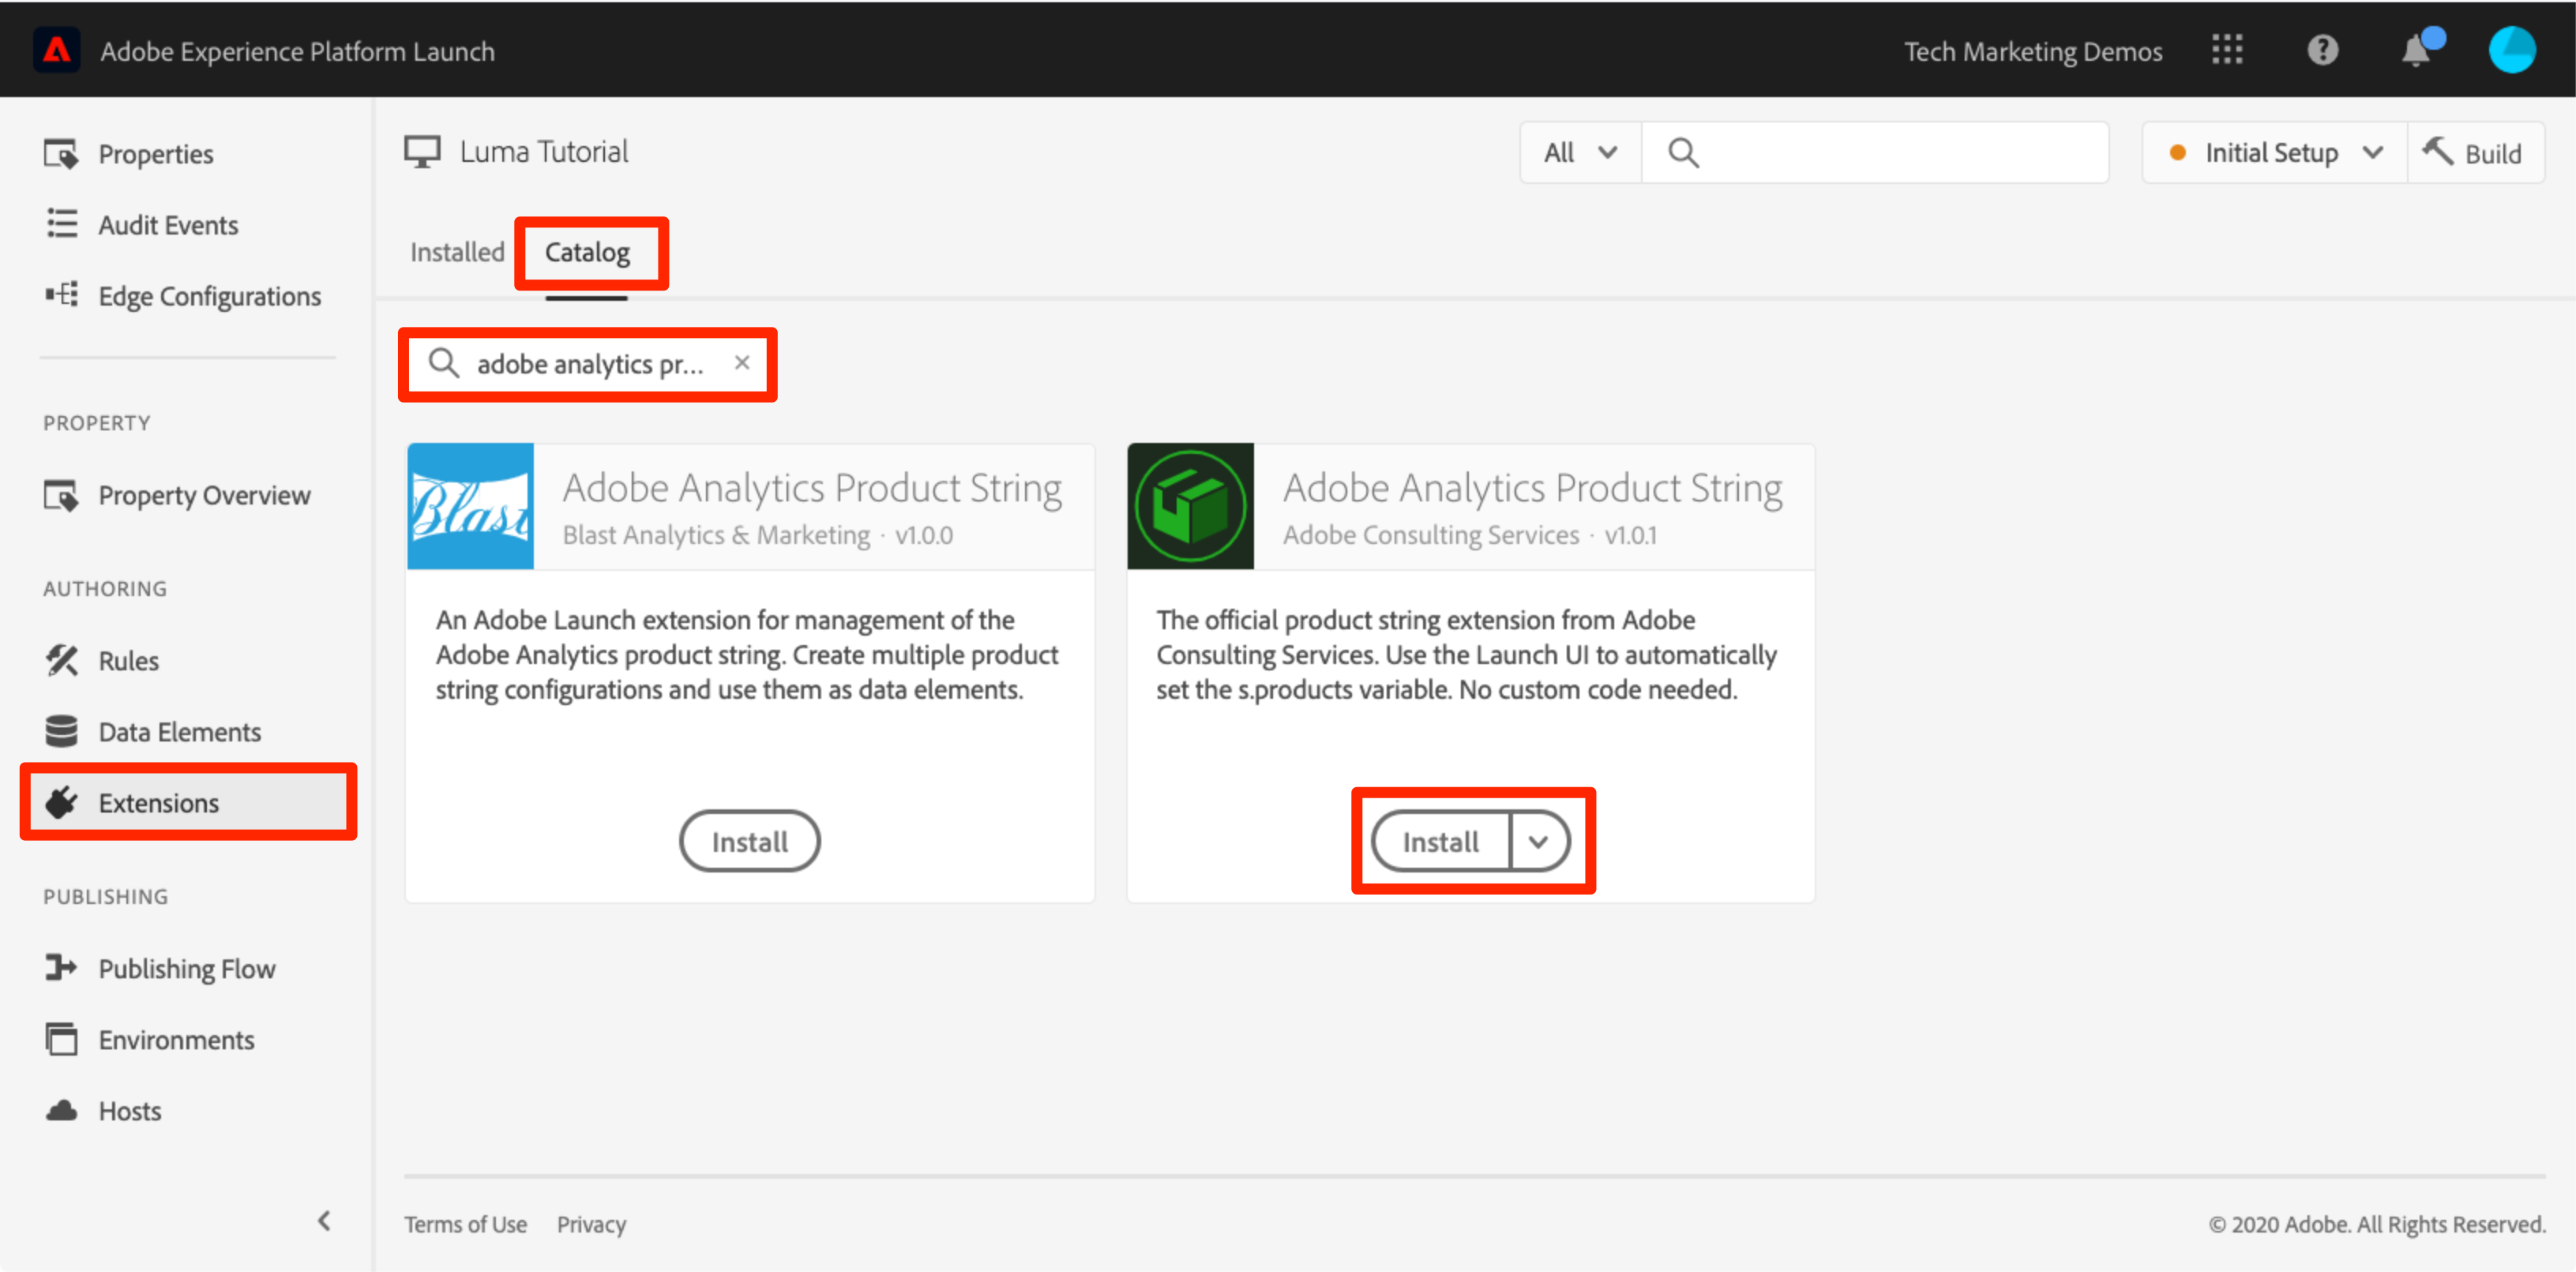 Adobe Experience Platform Launch
Tech Marketing Demos
Properties
Audit Events
Edge Configurations
PROPERTY
Property Overview
AUTHORING
Rules
Data Elements
Extensions
PUBLISHING
Publishing Flow
Environments
Hosts
Luma Tutorial
All
Initial Setup
Build
Installed
Catalog
adobe analytics pr...
Blast
Adobe Analytics Product String
Blast Analytics & Marketing · v1.0.0
An Adobe Launch extension for management of the
Adobe Analytics product string. Create multiple product
string configurations and use them as data elements.
Install
Adobe Analytics Product String
Adobe Consulting Services · v1.0.1
The official product string extension from Adobe
Consulting Services. Use the Launch UI to automatically
set the s.products variable. No custom code needed.
Install
Terms of Use
Privacy
© 2020 Adobe. All Rights Reserved.